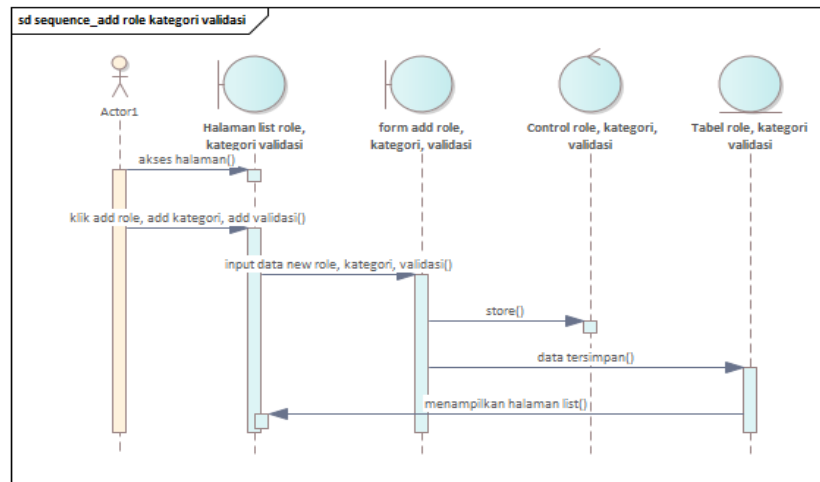 sd sequence_add role kategori validasi
Actor1
Halaman list role,
kategori validasi
form add role,
kategori, validasi
Control role, kategori,
validasi
Tabel role, kategori
validasi
akses halaman()
klik add role, add kategori, add validasi()
input data new role, kategori, validasi()
store()
data tersimpan()
menampilkan halaman list()